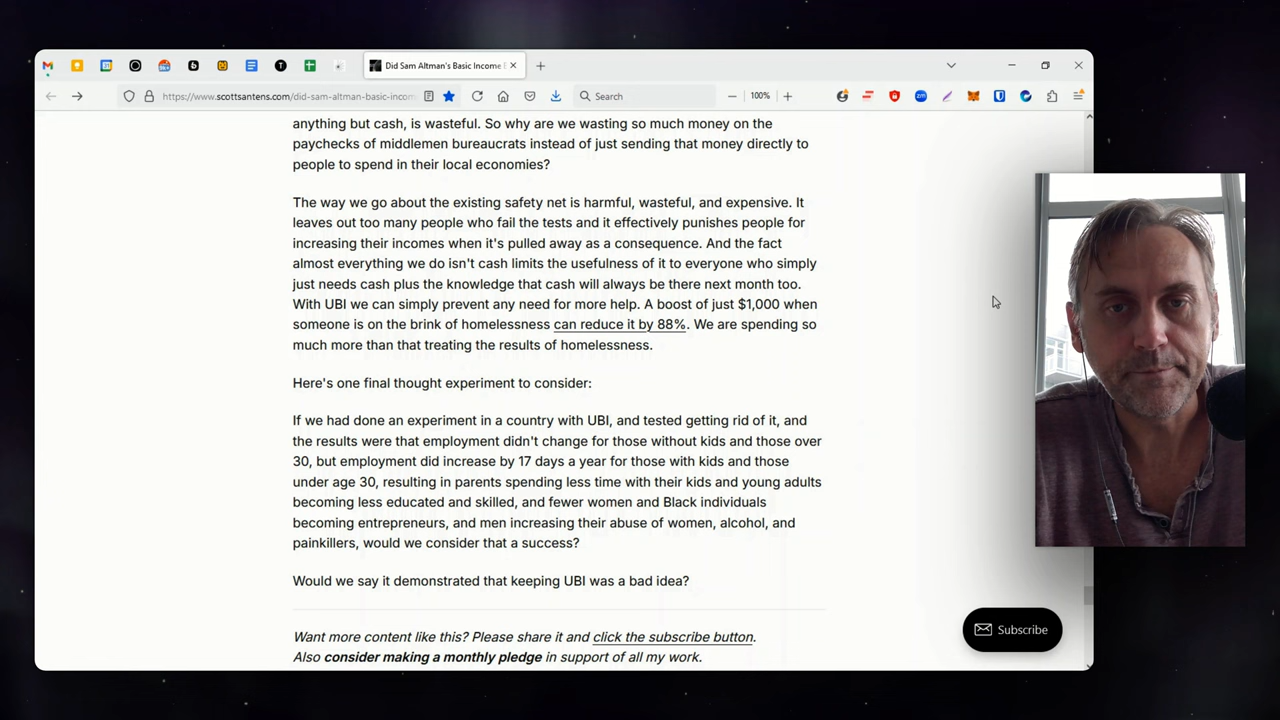 Did Sam Altman's Basic Income E
https://www.scottsantens.com/did-sam-altman-basic-incom
Search
100%
anything but cash, is wasteful. So why are we wasting so much money on the
paychecks of middlemen bureaucrats instead of just sending that money directly to
people to spend in their local economies?
The way we go about the existing safety net is harmful, wasteful, and expensive. It
leaves out too many people who fail the tests and it effectively punishes people for
increasing their incomes when it's pulled away as a consequence. And the fact
almost everything we do isn't cash limits the usefulness of it to everyone who simply
just needs cash plus the knowledge that cash will always be there next month too.
With UBI we can simply prevent any need for more help. A boost of just $1,000 when
someone is on the brink of homelessness can reduce it by 88%. We are spending so
much more than that treating the results of homelessness.
Here's one final thought experiment to consider:
If we had done an experiment in a country with UBI, and tested getting rid of it, and
the results were that employment didn't change for those without kids and those over
30, but employment did increase by 17 days a year for those with kids and those
under age 30, resulting in parents spending less time with their kids and young adults
becoming less educated and skilled, and fewer women and Black individuals
becoming entrepreneurs, and men increasing their abuse of women, alcohol, and
painkillers, would we consider that a success?
Would we say it demonstrated that keeping UBI was a bad idea?
Subscribe
Want more content like this? Please share it and click the subscribe button.
Also consider making a monthly pledge in support of all my work.